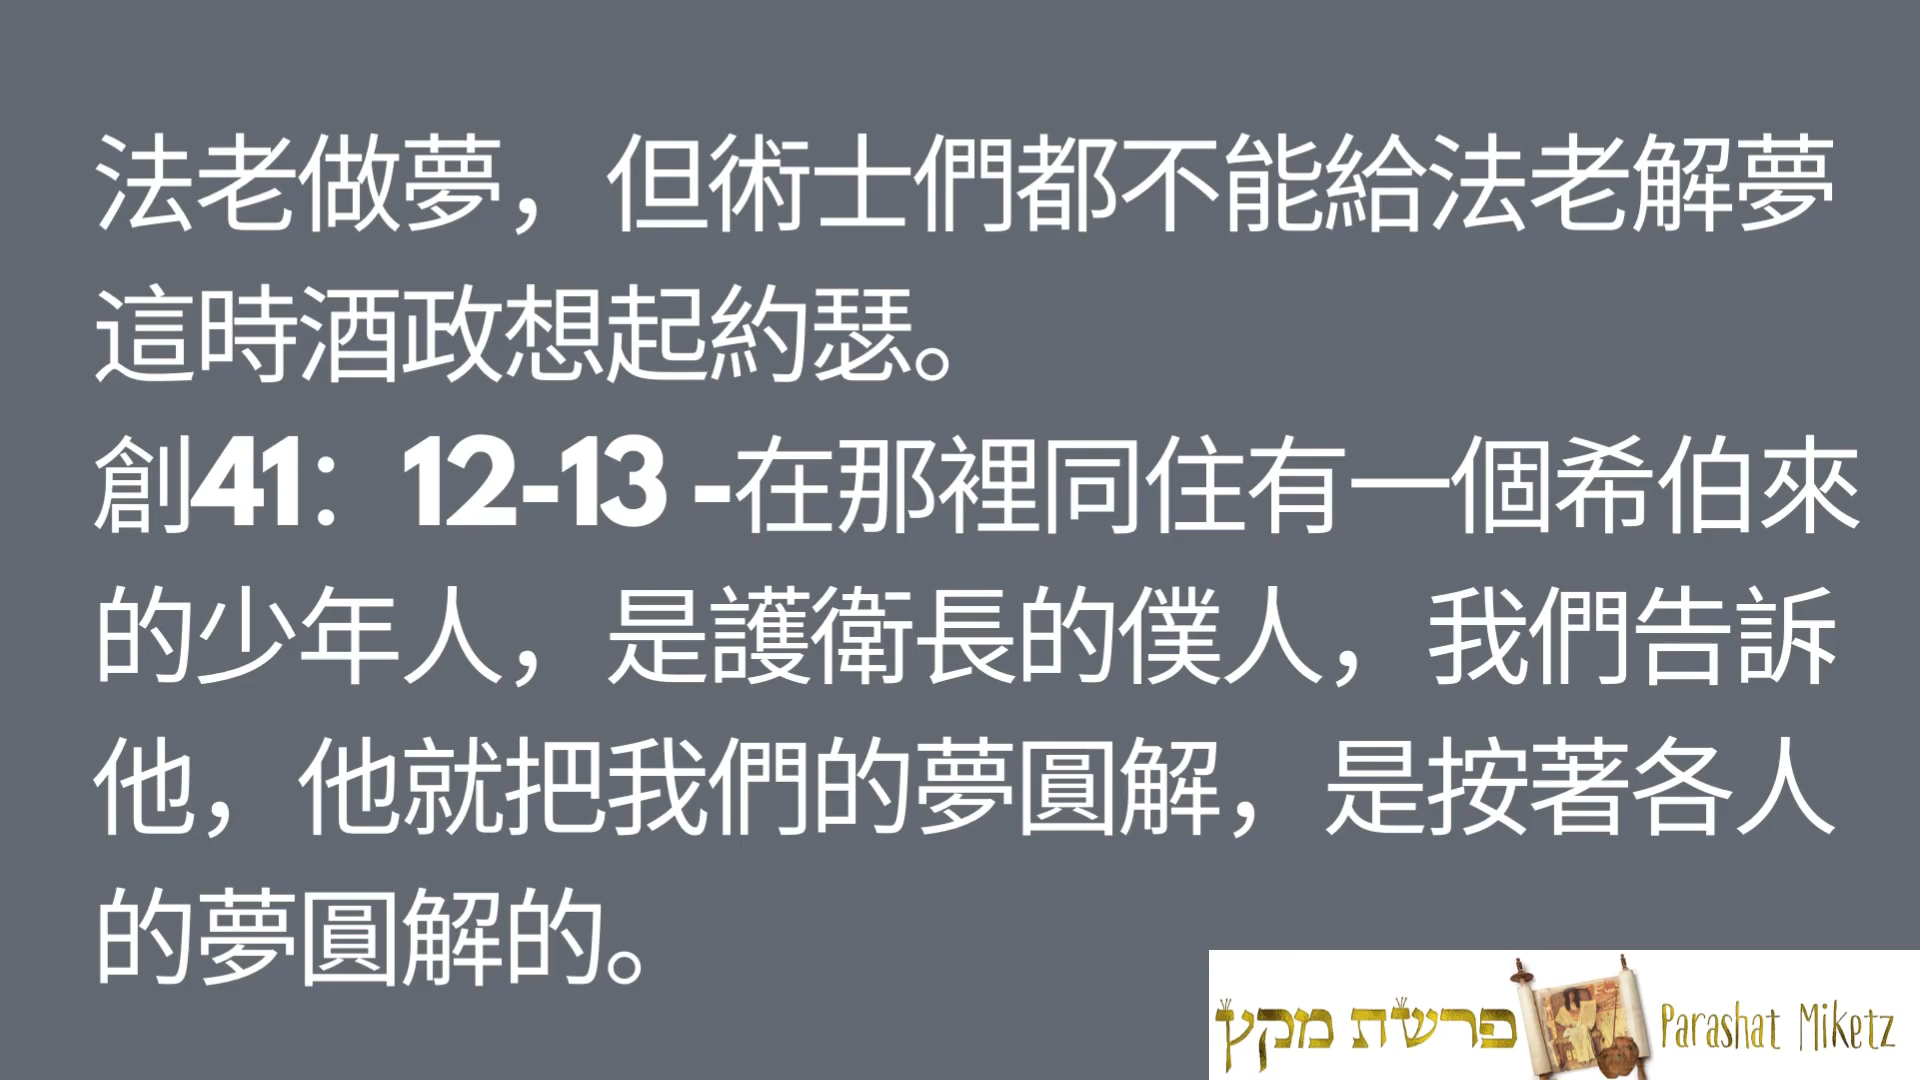 法老做夢，但術士們都不能給法老解夢
這時酒政想起約瑟。
創41：12-13 -在那裡同住有一個希伯來
的少年人，是護衛長的僕人，我們告訴
他，他就把我們的夢圓解，是按著各人
的夢圓解的。
פרשת מקץ Parashat Miketz